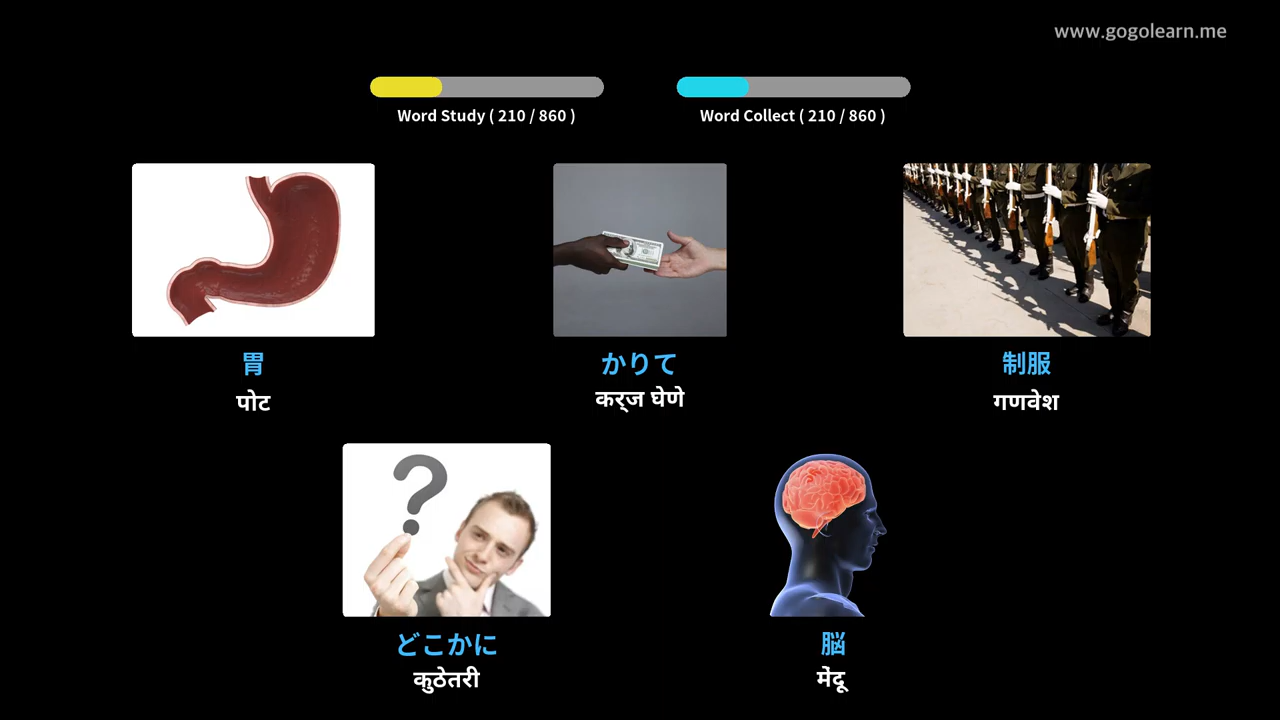 www.gogolearn.me
Word Study ( 210 / 860 )
Word Collect ( 210 / 860 )
胃
पोट
かりて
कर्ज घेणे
制服
गणवेश
どこかに
कुठेतरी
脳
मेंदू